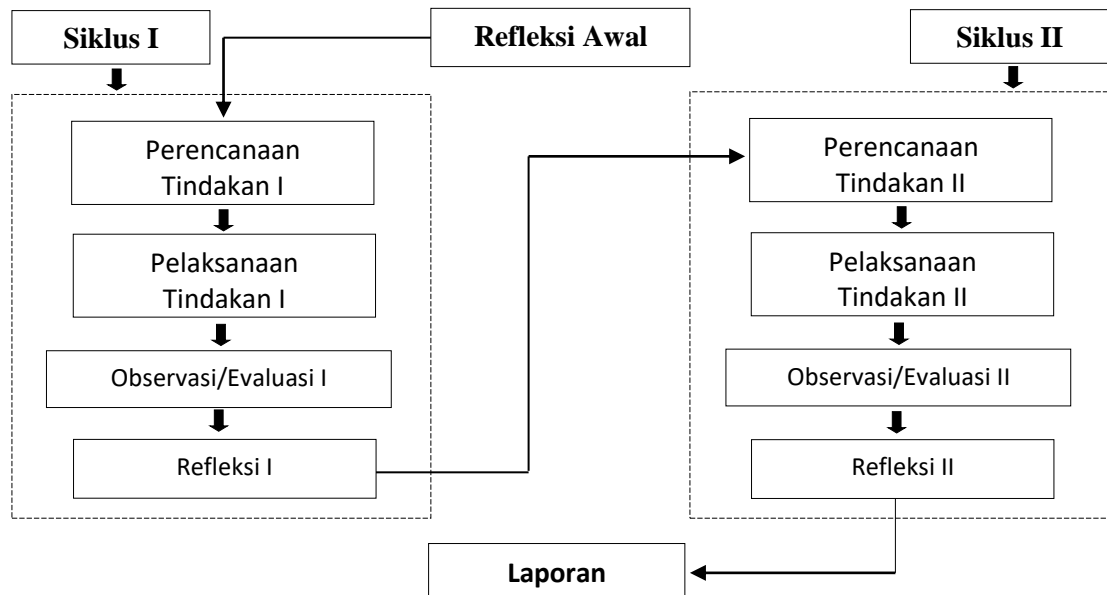 Siklus I
Refleksi Awal
Siklus II
Perencanaan
Tindakan I
Pelaksanaan
Tindakan I
Observasi/Evaluasi I
Refleksi I
Perencanaan
Tindakan II
Pelaksanaan
Tindakan II
Observasi/Evaluasi II
Refleksi II
Laporan